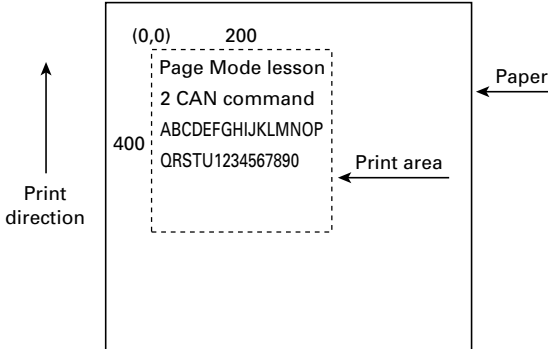 (0,0) 200
Page Mode lesson
2 CAN command
ABCDEFGHIJKLMNOP
QRSTU1234567890
400
Print area
Paper
Print
direction